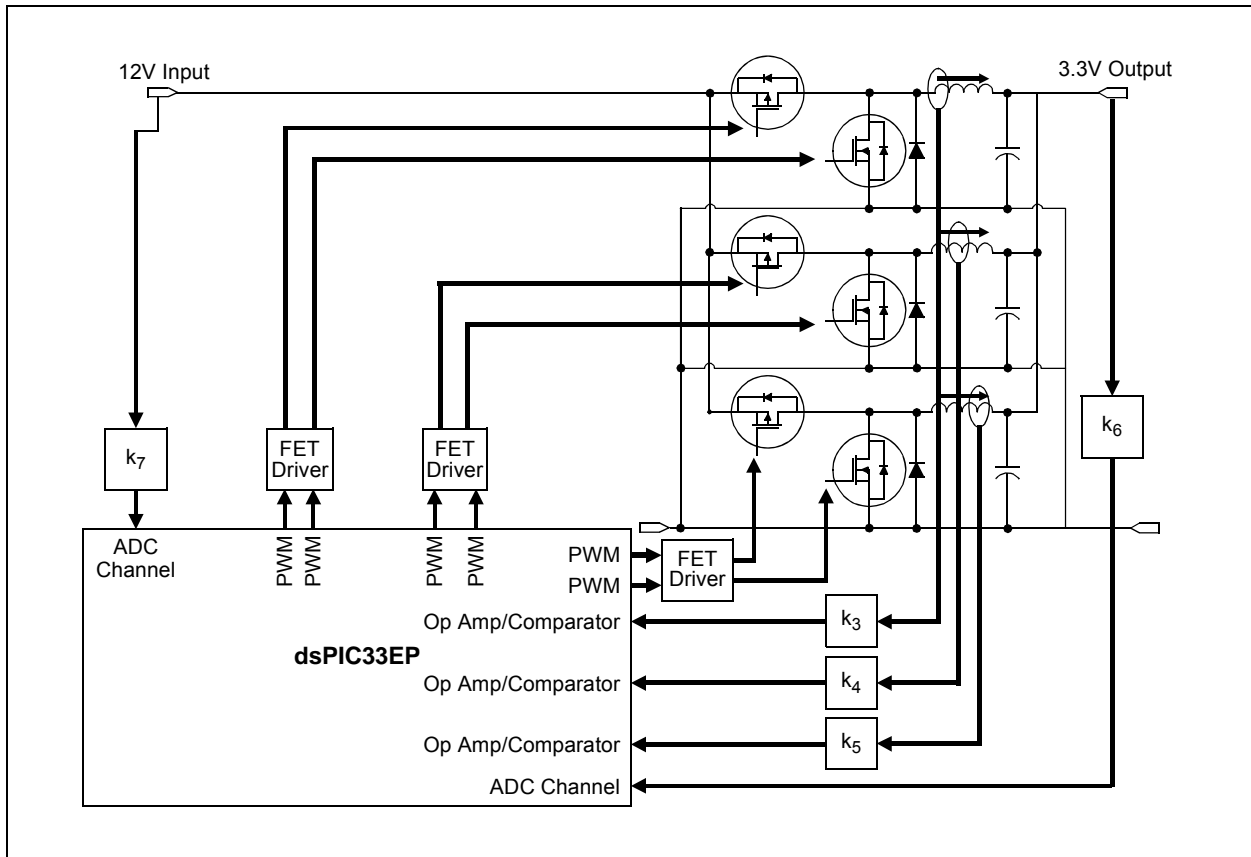 12V Input
3.3V Output
k7
FET
Driver
FET
Driver
k6
ADC
Channel
PWM
PWM
PWM
PWM
PWM
PWM
FET
Driver
Op Amp/Comparator
k3
dsPIC33EP
Op Amp/Comparator
k4
Op Amp/Comparator
k5
ADC Channel